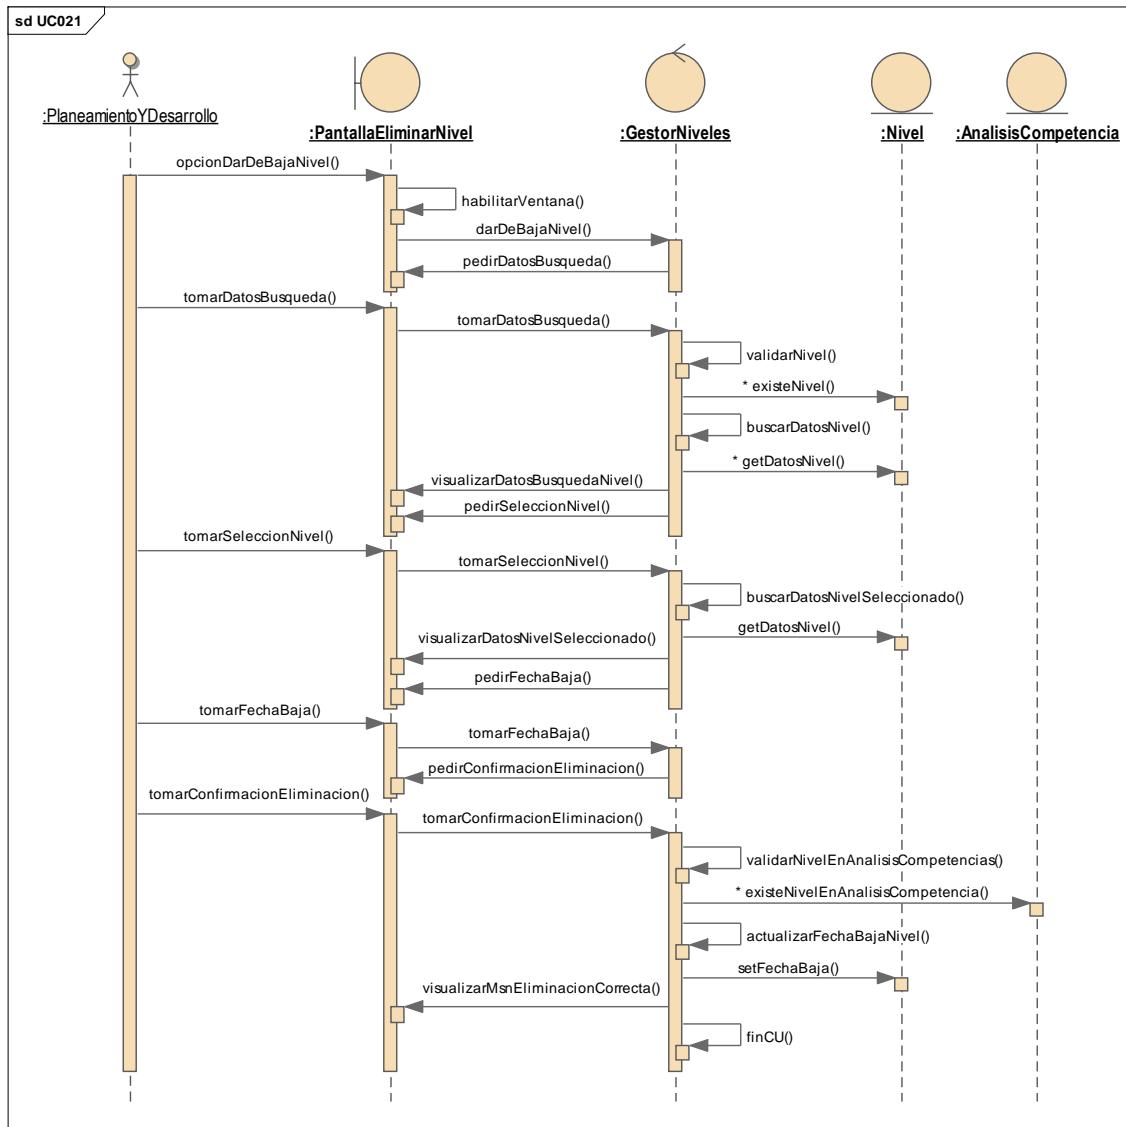 sd UC021
:PlaneamientoYDesarrollo
:PantallaEliminarNivel
:GestorNiveles
:Nivel
:AnalisisCompetencia
opcionDarDeBajaNivel()
habilitarVentana()
darDeBajaNivel()
pedirDatosBusqueda()
tomarDatosBusqueda()
tomarDatosBusqueda()
validarNivel()
* existeNivel()
buscarDatosNivel()
* getDatosNivel()
visualizarDatosBusquedaNivel()
pedirSeleccionNivel()
tomarSeleccionNivel()
tomarSeleccionNivel()
buscarDatosNivelSeleccionado()
getDatosNivel()
visualizarDatosNivelSeleccionado()
pedirFechaBaja()
tomarFechaBaja()
tomarFechaBaja()
pedirConfirmacionEliminacion()
tomarConfirmacionEliminacion()
tomarConfirmacionEliminacion()
validarNivelEnAnalisisCompetencias()
* existeNivelEnAnalisisCompetencia()
actualizarFechaBajaNivel()
setFechaBaja()
visualizarMsnEliminacionCorrecta()
finCU()